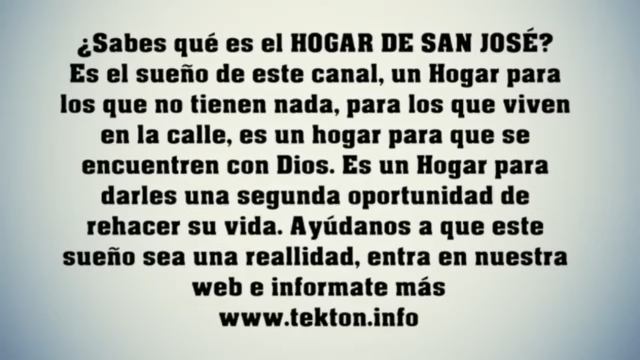 ¿Sabes qué es el HOGAR DE SAN JOSÉ?
Es el sueño de este canal, un Hogar para
los que no tienen nada, para los que viven
en la calle, es un hogar para que se
encuentren con Dios. Es un Hogar para
darles una segunda oportunidad de
rehacer su vida. Ayúdanos a que este
sueño sea una reallidad, entra en nuestra
web e informate más
www.tekton.info